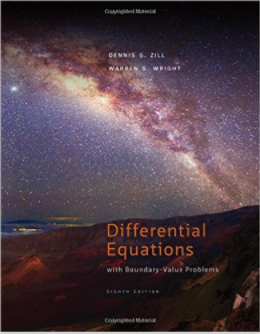 Copyrighted Material
DENNIS G. ZILL
WARREN S. WRIGHT
Differential
Equations
with Boundary-Value Problems
EIGHTH EDITION
Copyrighted Material